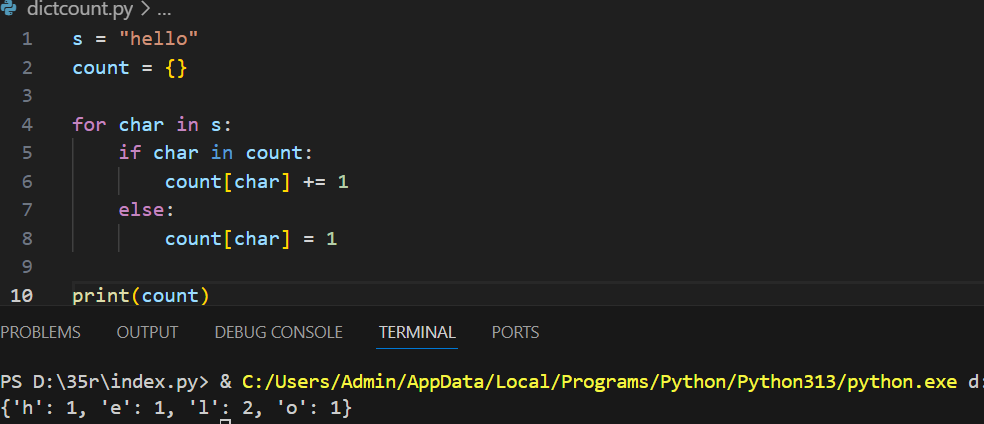 dictcount.py > ...
1 s = "hello"
2 count = {}
3
4 for char in s:
5     if char in count:
6         count[char] += 1
7     else:
8         count[char] = 1
9
10 print(count)
PROBLEMS OUTPUT DEBUG CONSOLE TERMINAL PORTS
PS D:\35r\index.py> & C:/Users/Admin/AppData/Local/Programs/Python/Python313/python.exe d:
{'h': 1, 'e': 1, 'l': 2, 'o': 1}